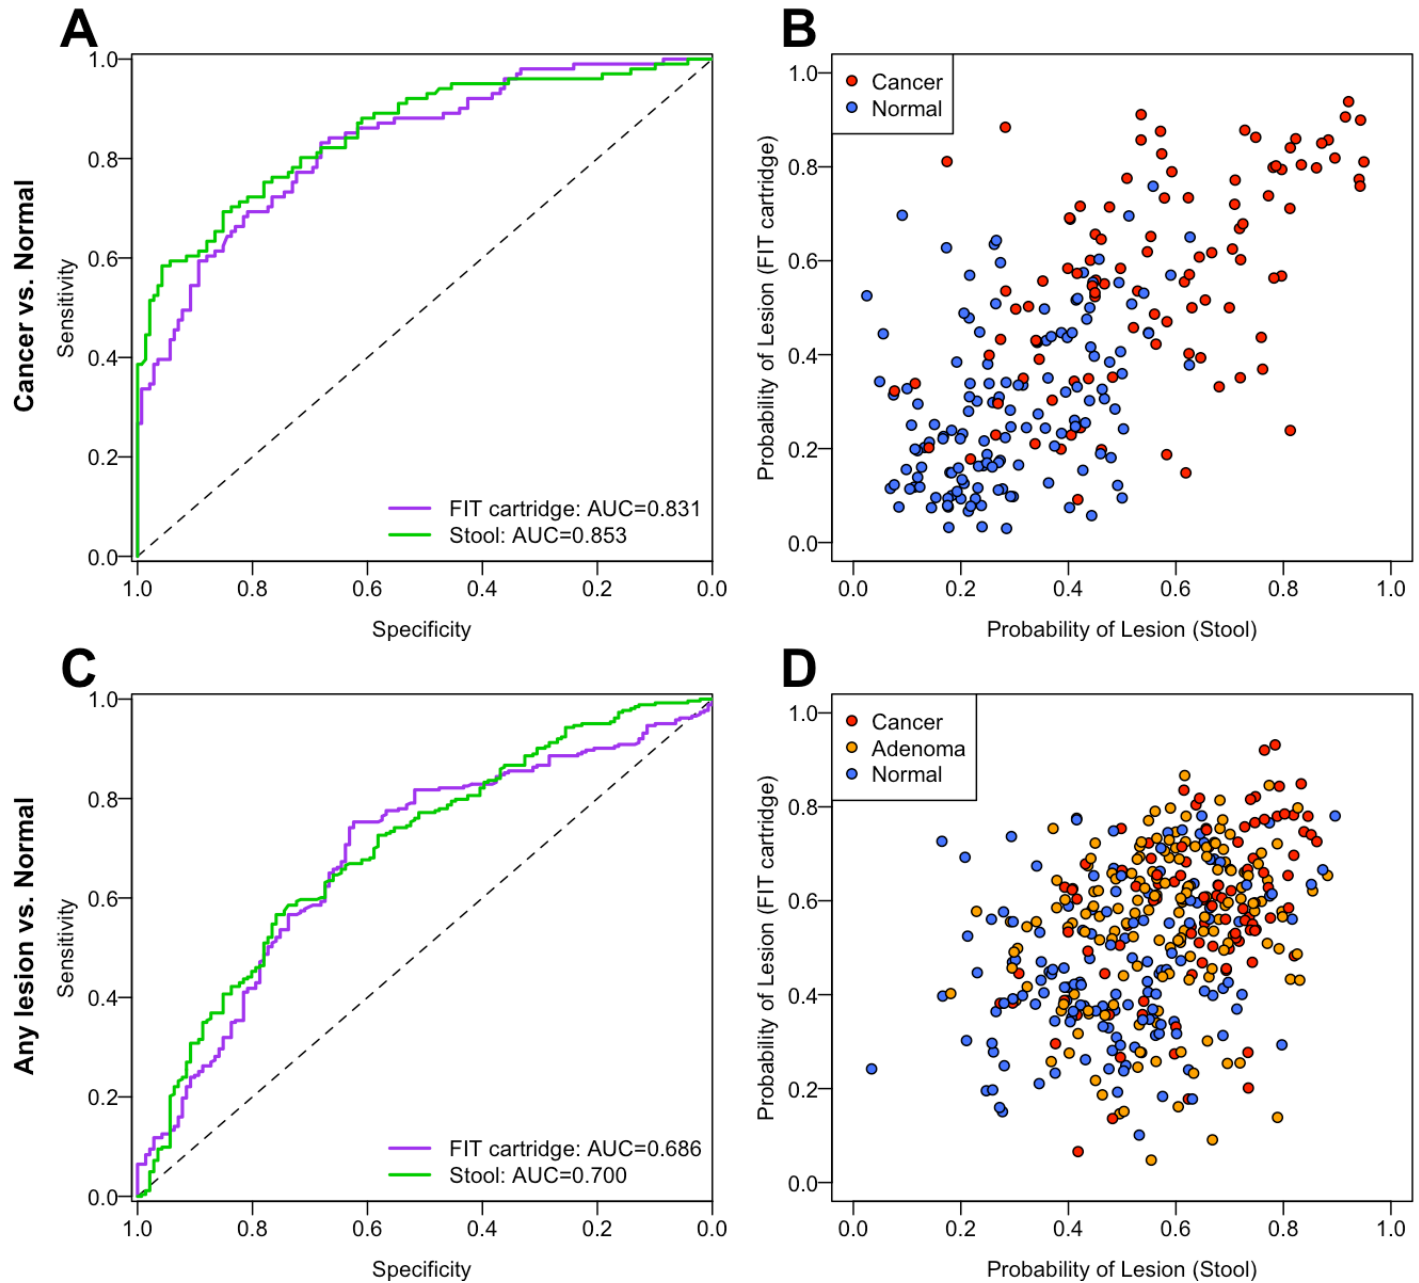 A
Cancer vs. Normal
Sensitivity
1.0
0.8
0.6
0.4
0.2
0.0
FIT cartridge: AUC=0.831
Stool: AUC=0.853
1.0 0.8 0.6 0.4 0.2 0.0
Specificity
B
Probability of Lesion (FIT cartridge)
1.0
0.8
0.6
0.4
0.2
0.0
Cancer
Normal
0.0 0.2 0.4 0.6 0.8 1.0
Probability of Lesion (Stool)
C
Any lesion vs. Normal
Sensitivity
1.0
0.8
0.6
0.4
0.2
0.0
FIT cartridge: AUC=0.686
Stool: AUC=0.700
1.0 0.8 0.6 0.4 0.2 0.0
Specificity
D
Probability of Lesion (FIT cartridge)
1.0
0.8
0.6
0.4
0.2
0.0
Cancer
Adenoma
Normal
0.0 0.2 0.4 0.6 0.8 1.0
Probability of Lesion (Stool)